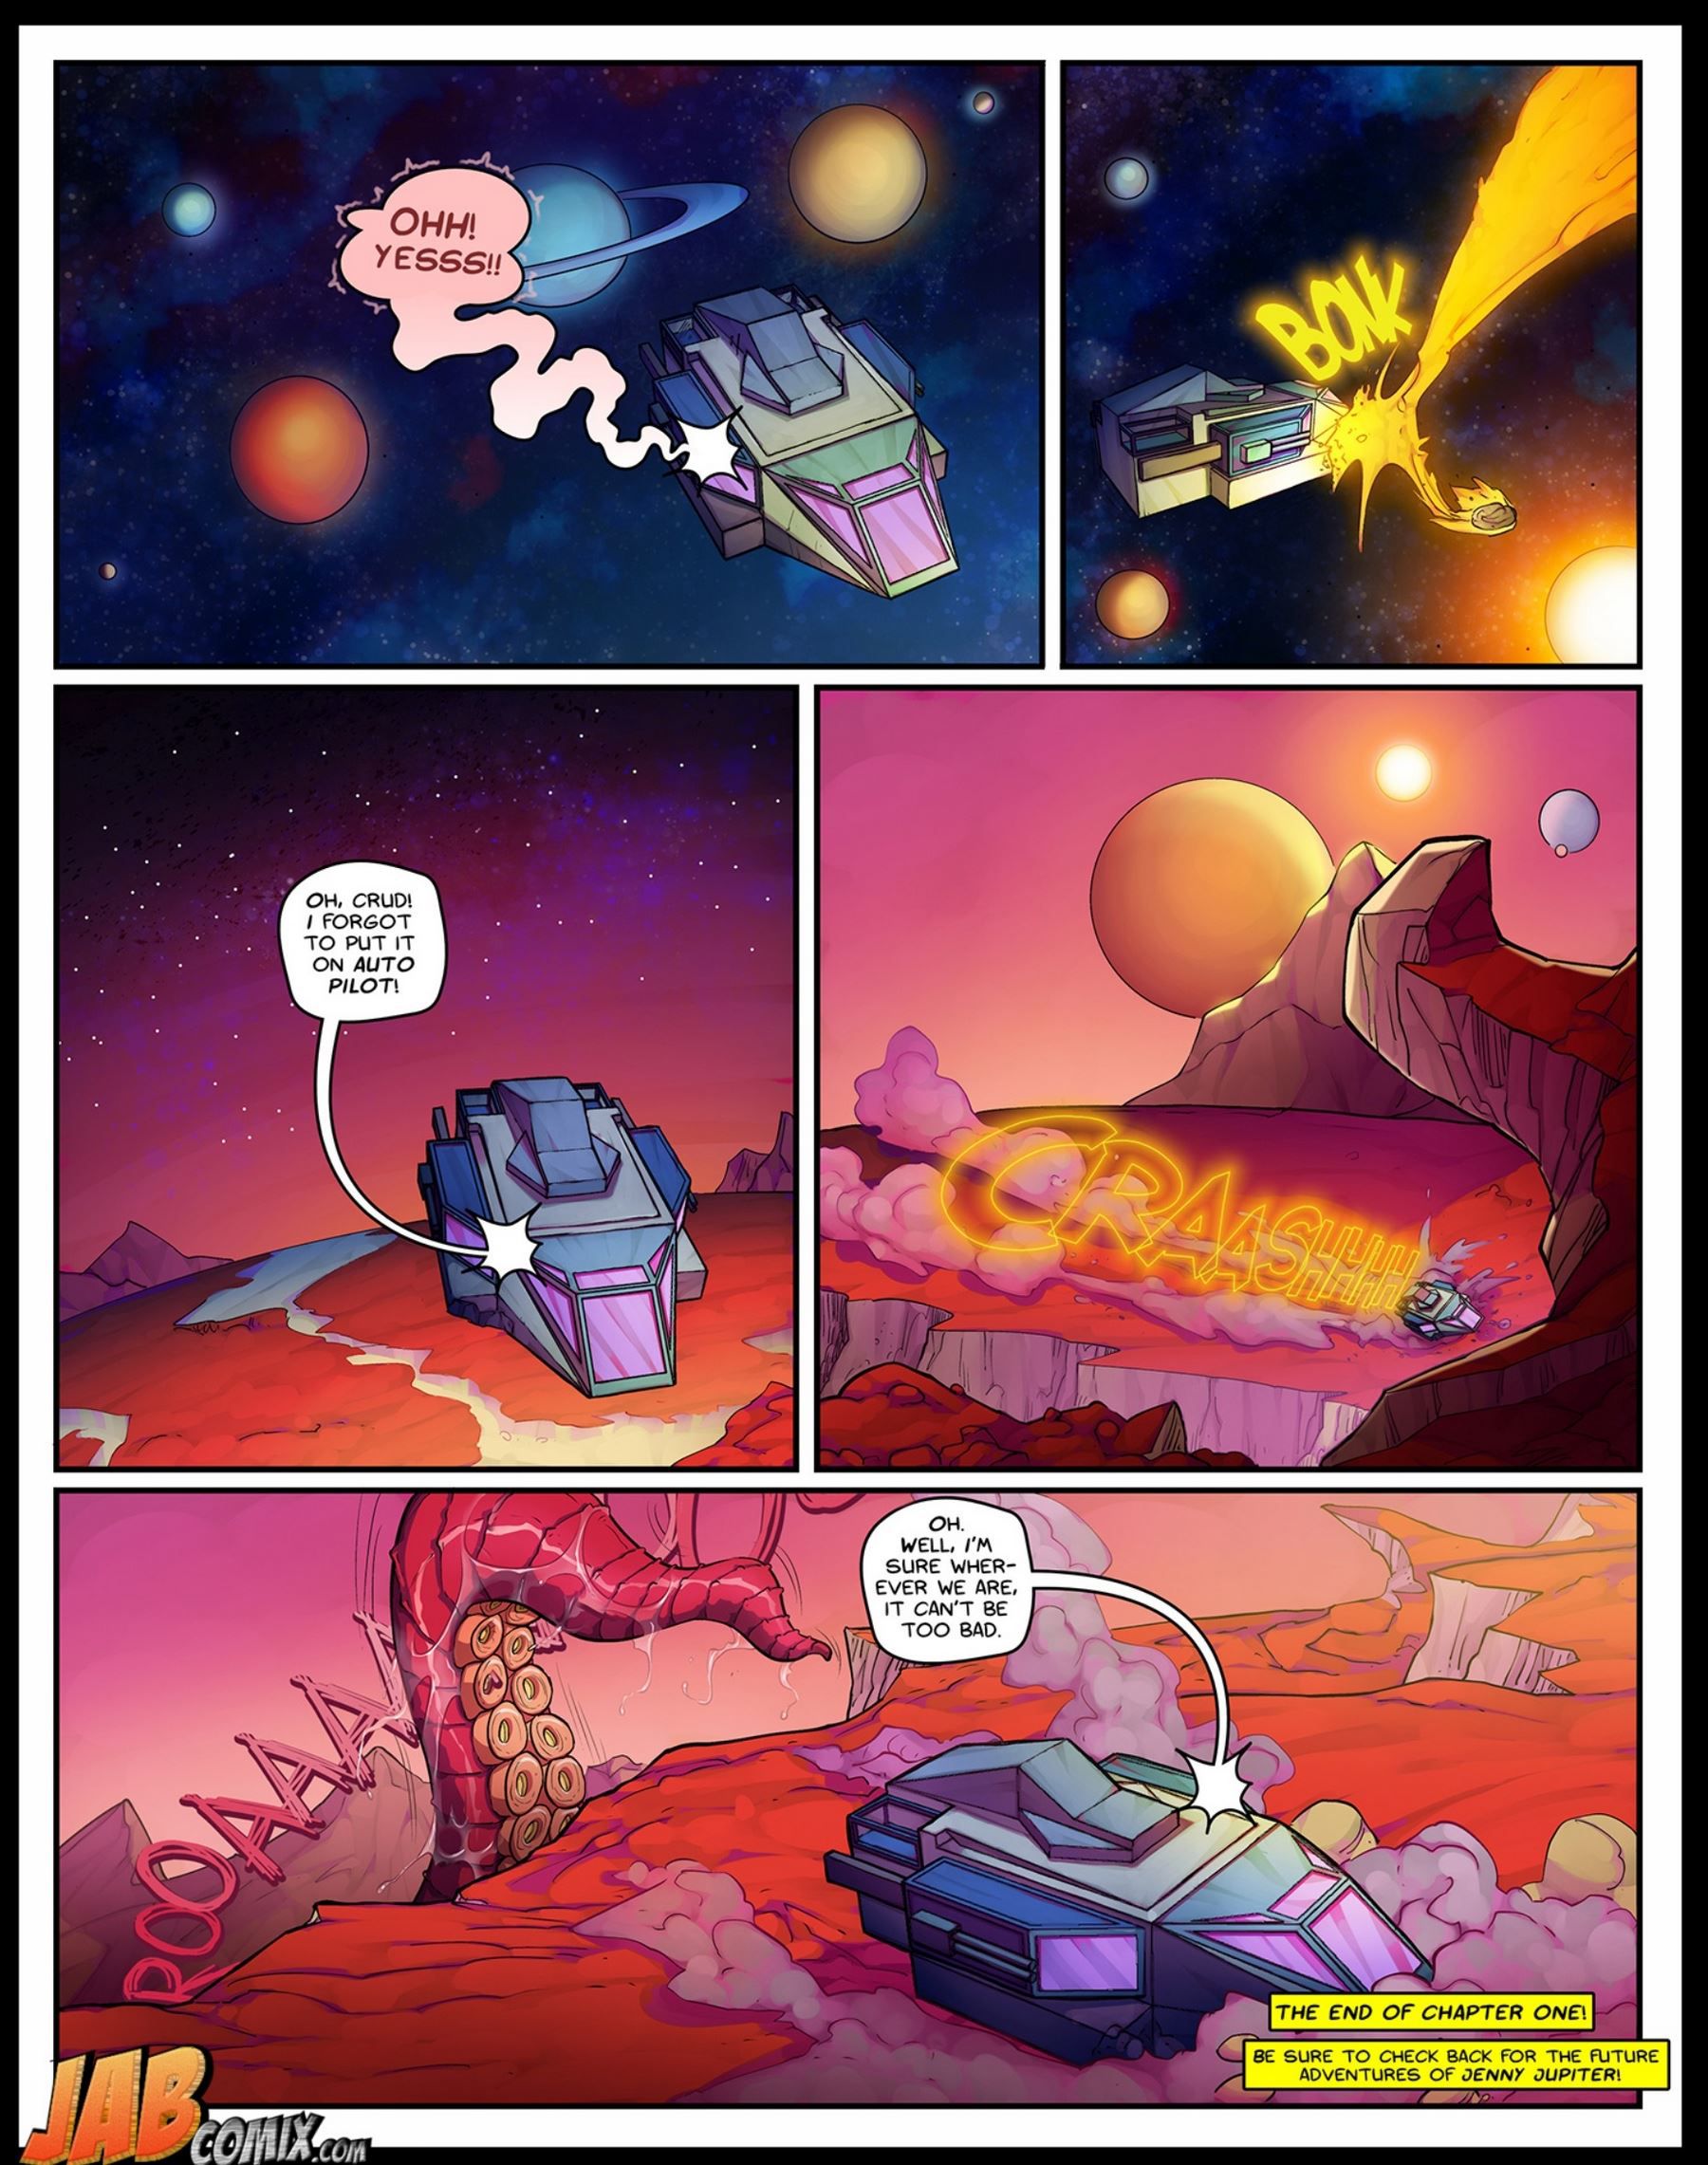 OHH!
YESSS!!
BONK
OH, CRUD!
I FORGOT
TO PUT IT
ON AUTO
PILOT!
CRAASHHHH
OH.
WELL, I'M
SURE WHER-
EVER WE ARE,
IT CAN'T BE
TOO BAD.
ROOAAAA
THE END OF CHAPTER ONE!
BE SURE TO CHECK BACK FOR THE FUTURE
ADVENTURES OF JENNY JUPITER!
JAB
COMIX.COM